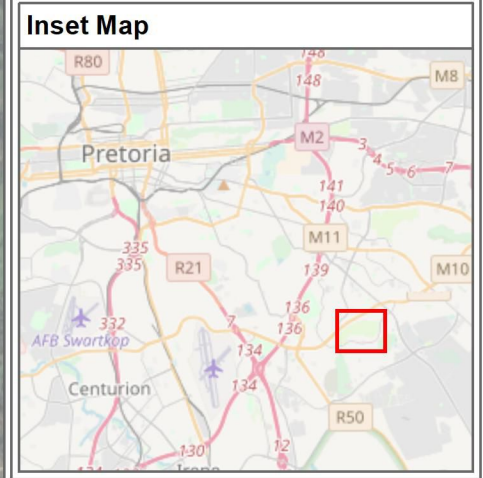 Inset Map
148
R80
148
M8
M2
3
Pretoria
4
5
6
7
141
140
M11
335
335
R21
139
M10
136
332
7
136
AFB Swartkop
134
134
Centurion
R50
130
12
Irene